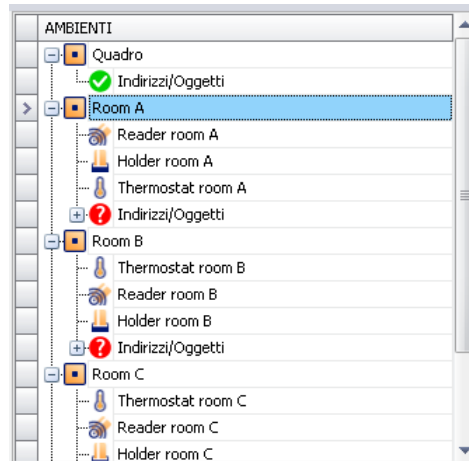 AMBIENTI
Quadro
Indirizzi/Oggetti
Room A
Reader room A
Holder room A
Thermostat room A
Indirizzi/Oggetti
Room B
Thermostat room B
Reader room B
Holder room B
Indirizzi/Oggetti
Room C
Thermostat room C
Reader room C
Holder room C